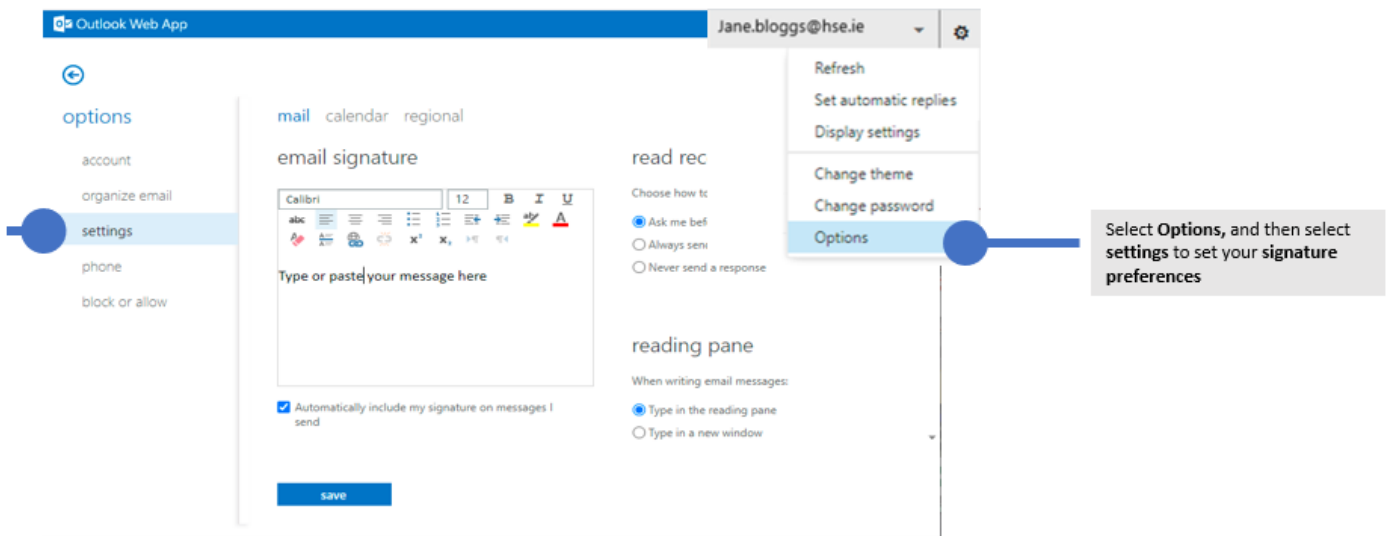 Outlook Web App
Jane.bloggs@hse.ie
Refresh
Set automatic replies
Display settings
Change theme
Change password
Options
options
account
organize email
settings
phone
block or allow
mail calendar regional
email signature
Calibri 12 B I U
abc ab A
A
x² x₂
Type or paste your message here
Automatically include my signature on messages I
send
save
read rec
Choose how to
Ask me bef
Always sen
Never send a response
reading pane
When writing email messages:
Type in the reading pane
Type in a new window
Select Options, and then select
settings to set your signature
preferences